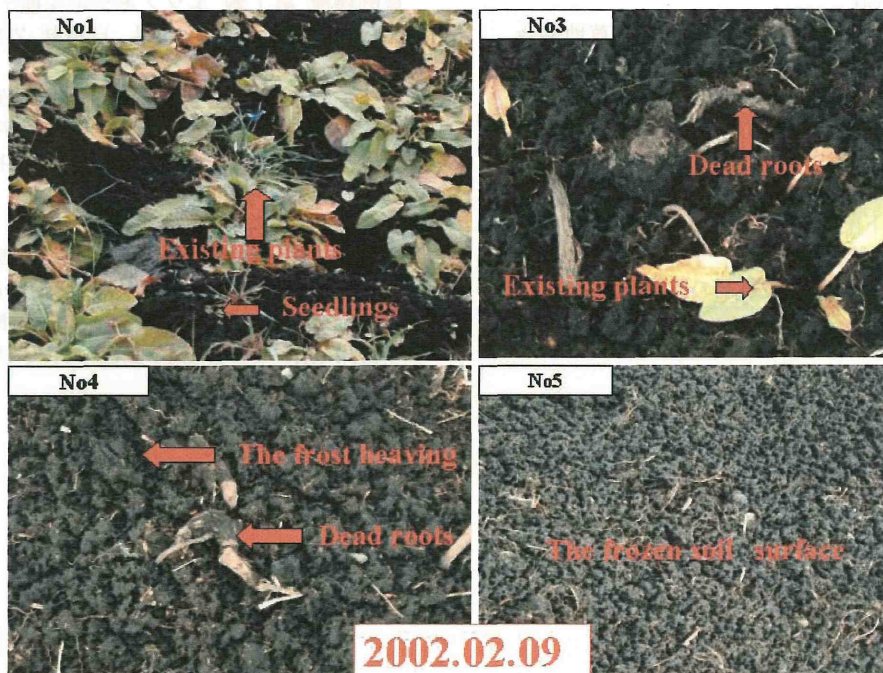 No1
Existing plants
Seedlings
No3
Dead roots
Existing plants
No4
The frost heaving
Dead roots
No5
The frozen soil surface
2002.02.09